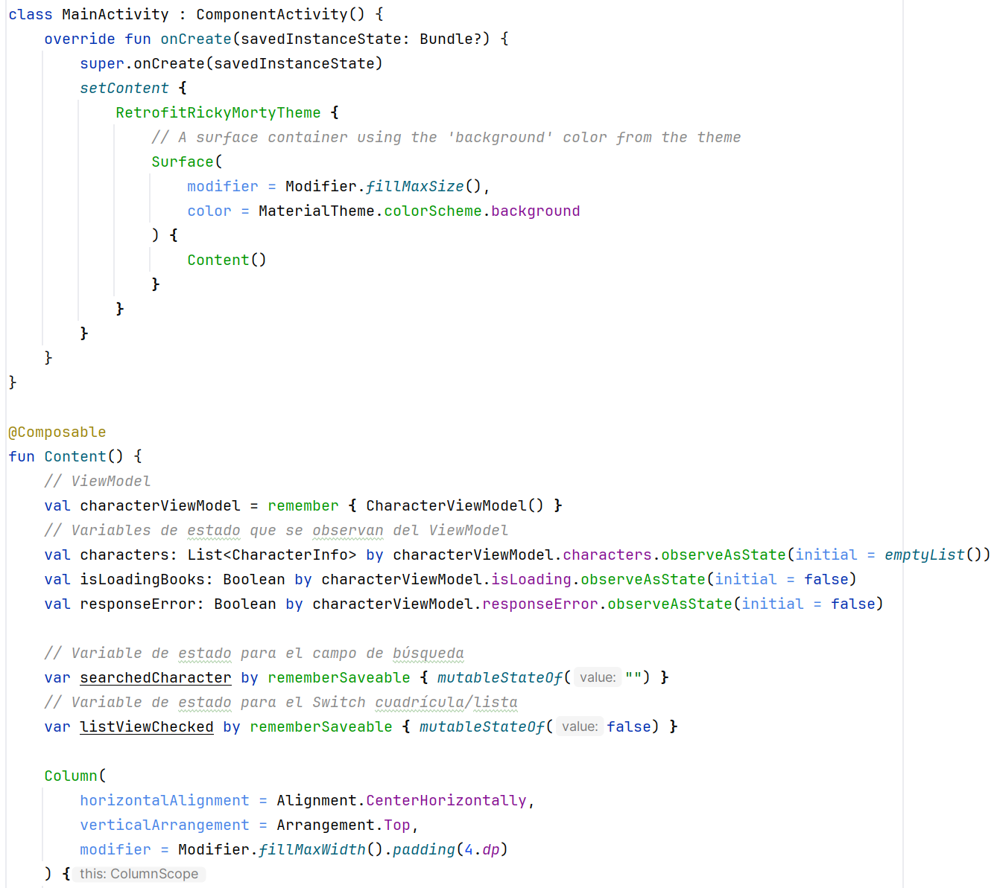 class MainActivity : ComponentActivity() {
    override fun onCreate(savedInstanceState: Bundle?) {
        super.onCreate(savedInstanceState)
        setContent {
            RetrofitRickyMortyTheme {
                // A surface container using the 'background' color from the theme
                Surface(
                    modifier = Modifier.fillMaxSize(),
                    color = MaterialTheme.colorScheme.background
                ) {
                    Content()
                }
            }
        }
    }
}

@Composable
fun Content() {
    // ViewModel
    val characterViewModel = remember { CharacterViewModel() }
    // Variables de estado que se observan del ViewModel
    val characters: List<CharacterInfo> by characterViewModel.characters.observeAsState(initial = emptyList())
    val isLoadingBooks: Boolean by characterViewModel.isLoading.observeAsState(initial = false)
    val responseError: Boolean by characterViewModel.responseError.observeAsState(initial = false)

    // Variable de estado para el campo de búsqueda
    var searchedCharacter by rememberSaveable { mutableStateOf( value: "") }
    // Variable de estado para el Switch cuadrícula/lista
    var listViewChecked by rememberSaveable { mutableStateOf( value: false) }

    Column(
        horizontalAlignment = Alignment.CenterHorizontally,
        verticalArrangement = Arrangement.Top,
        modifier = Modifier.fillMaxWidth().padding(4.dp)
    ) { this: ColumnScope